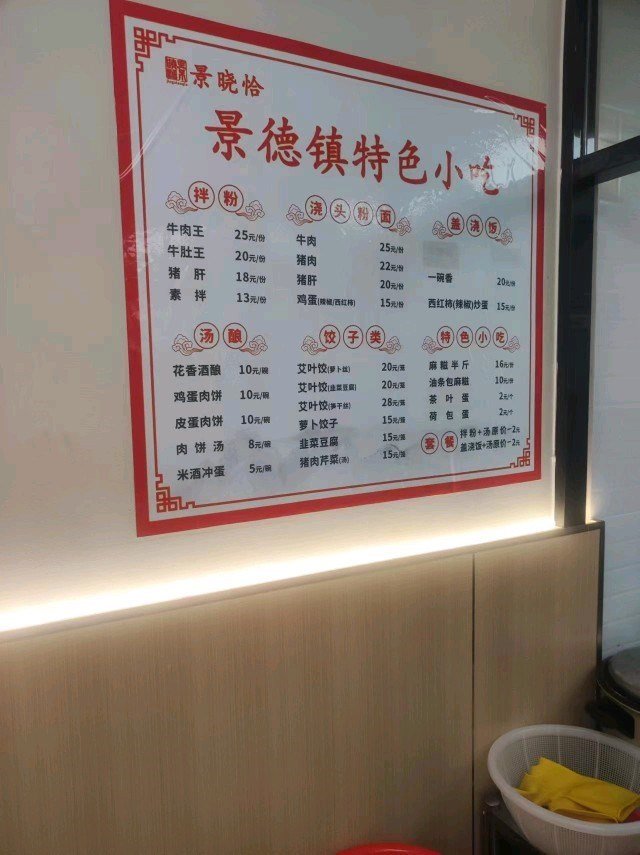 景晓恰
景德镇特色小吃
拌粉
牛肉王 25元/份
牛肚王 20元/份
猪肝 18元/份
素拌 13元/份
浇头粉面
牛肉 25元/份
猪肉 22元/份
猪肝 20元/份
鸡蛋(辣椒/西红柿) 15元/份
盖浇饭
一碗香 20元/份
西红柿(辣椒)炒蛋 15元/份
汤酿
花香酒酿 10元/碗
鸡蛋肉饼 10元/碗
皮蛋肉饼 10元/碗
肉饼汤 8元/碗
米酒冲蛋 5元/碗
饺子类
艾叶饺(萝卜丝) 20元/笼
艾叶饺(韭菜豆腐) 20元/笼
艾叶饺(笋干丝) 28元/笼
萝卜饺子 15元/笼
韭菜豆腐 15元/笼
猪肉芹菜(汤) 15元/笼
特色小吃
麻糍半斤 16元/份
油条包麻糍 10元/份
茶叶蛋 2元/个
荷包蛋 2元/个
套餐
拌粉+汤原价-2元
盖浇饭+汤原价-2元